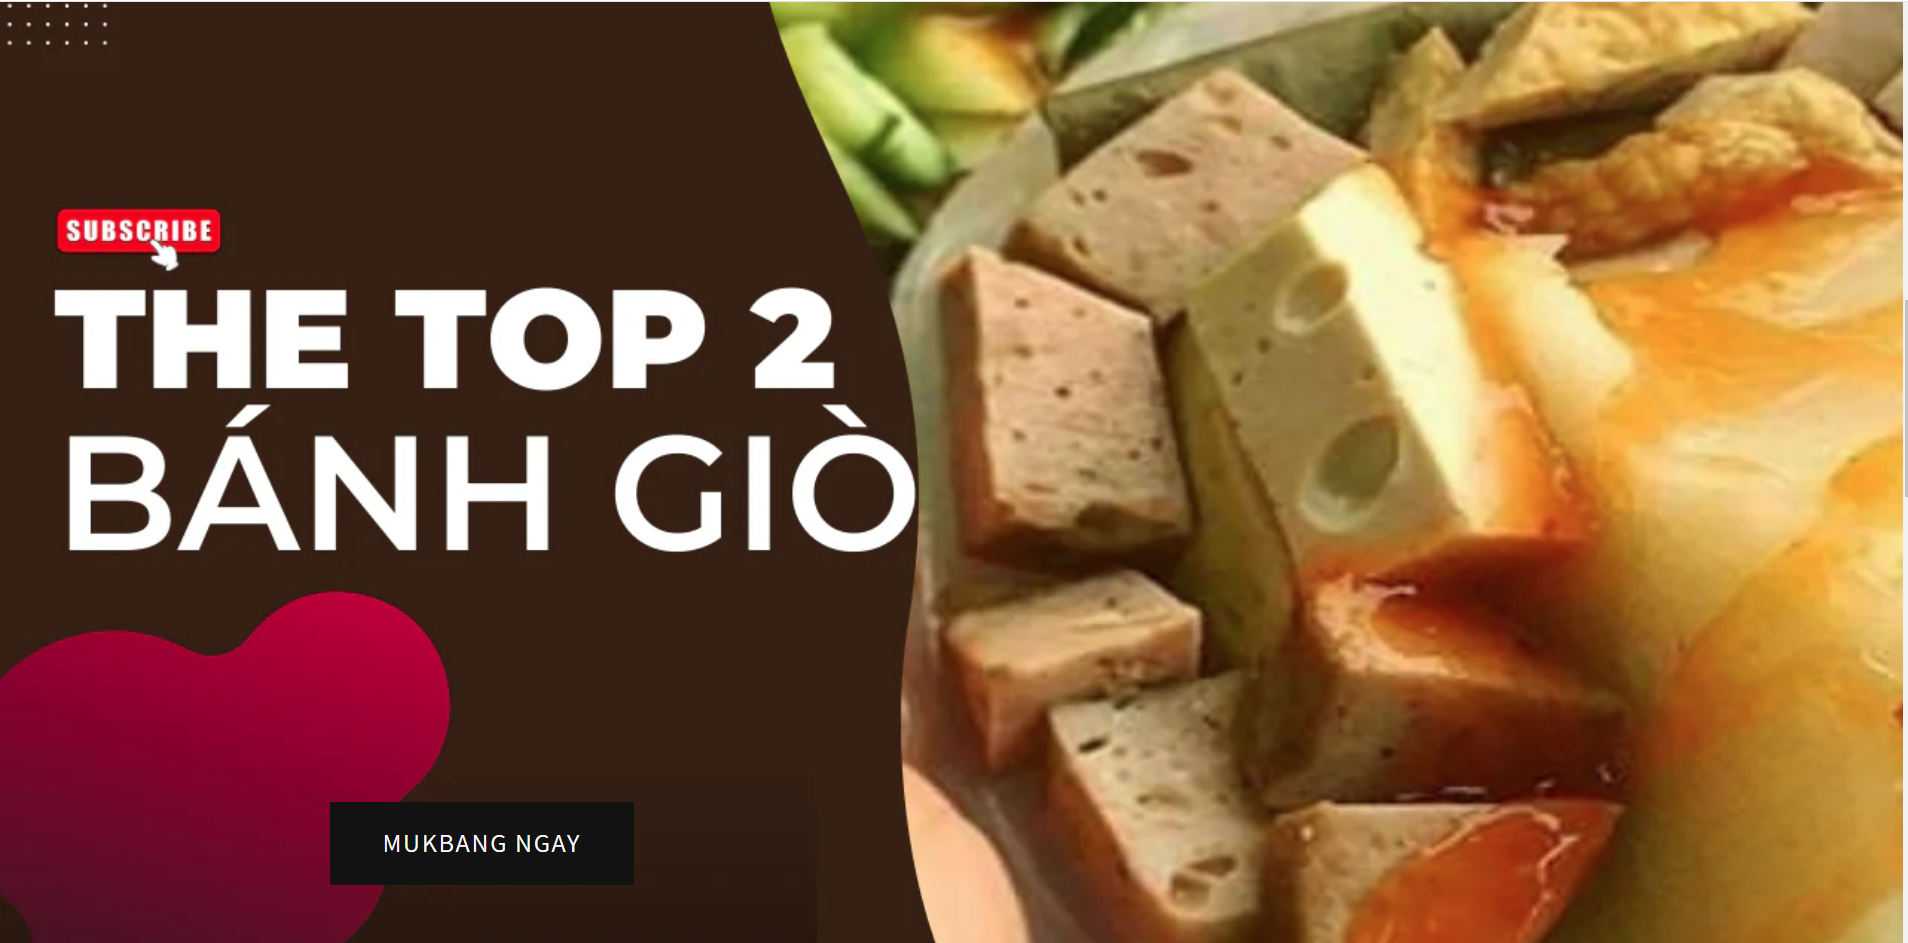 SUBSCRIBE
THE TOP 2
BÁNH GIÒ
MUKBANG NGAY